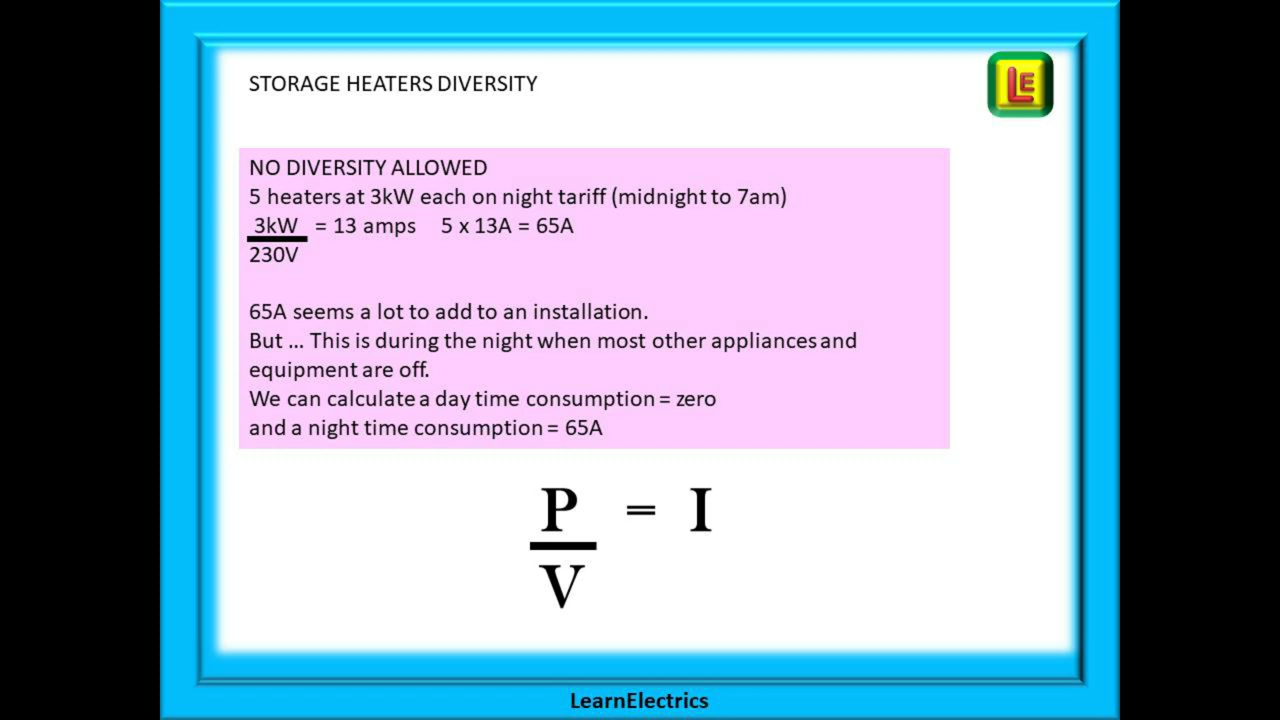 STORAGE HEATERS DIVERSITY
LE
NO DIVERSITY ALLOWED
5 heaters at 3kW each on night tariff (midnight to 7am)
3kW = 13 amps 5 x 13A = 65A
230V
65A seems a lot to add to an installation.
But ... This is during the night when most other appliances and
equipment are off.
We can calculate a day time consumption = zero
and a night time consumption = 65A
P = I
V
LearnElectrics